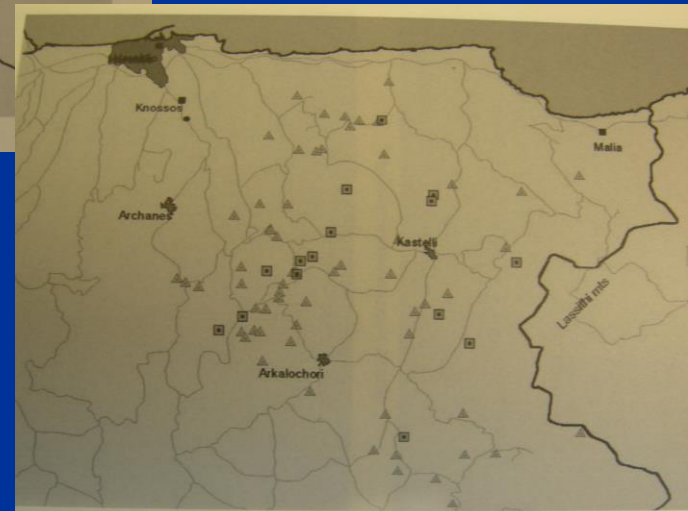 Knossos
Malia
Archanes
Kastelli
Lassithi mts
Arkalochori